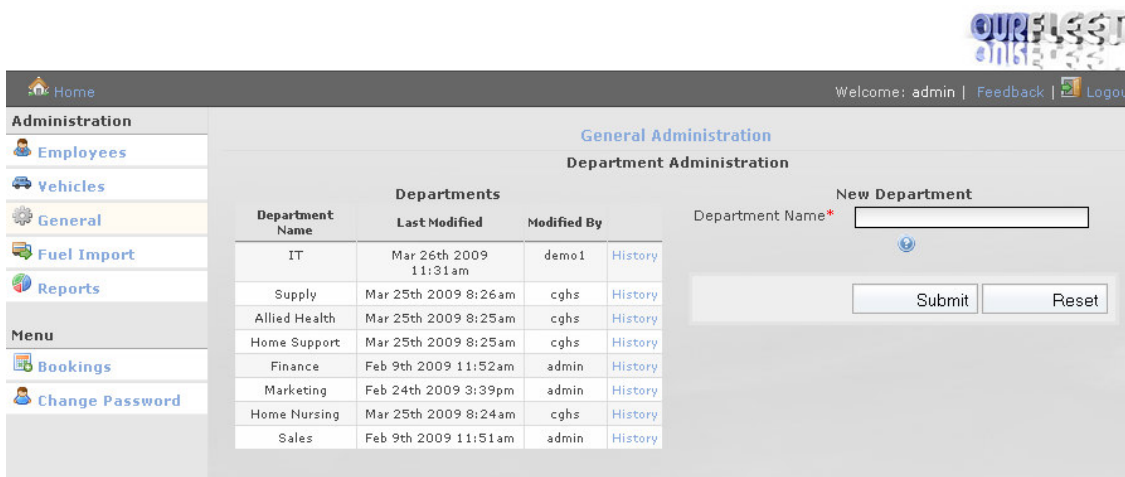 OURFLEET
Home
Welcome: admin | Feedback | Logou
Administration
Employees
Vehicles
General
Fuel Import
Reports
Menu
Bookings
Change Password
General Administration
Department Administration
Departments
Department Name Last Modified Modified By
IT Mar 26th 2009 11:31am demo1 History
Supply Mar 25th 2009 8:26am cghs History
Allied Health Mar 25th 2009 8:25am cghs History
Home Support Mar 25th 2009 8:25am cghs History
Finance Feb 9th 2009 11:52am admin History
Marketing Feb 24th 2009 3:39pm admin History
Home Nursing Mar 25th 2009 8:24am cghs History
Sales Feb 9th 2009 11:51am admin History
New Department
Department Name*
Submit Reset